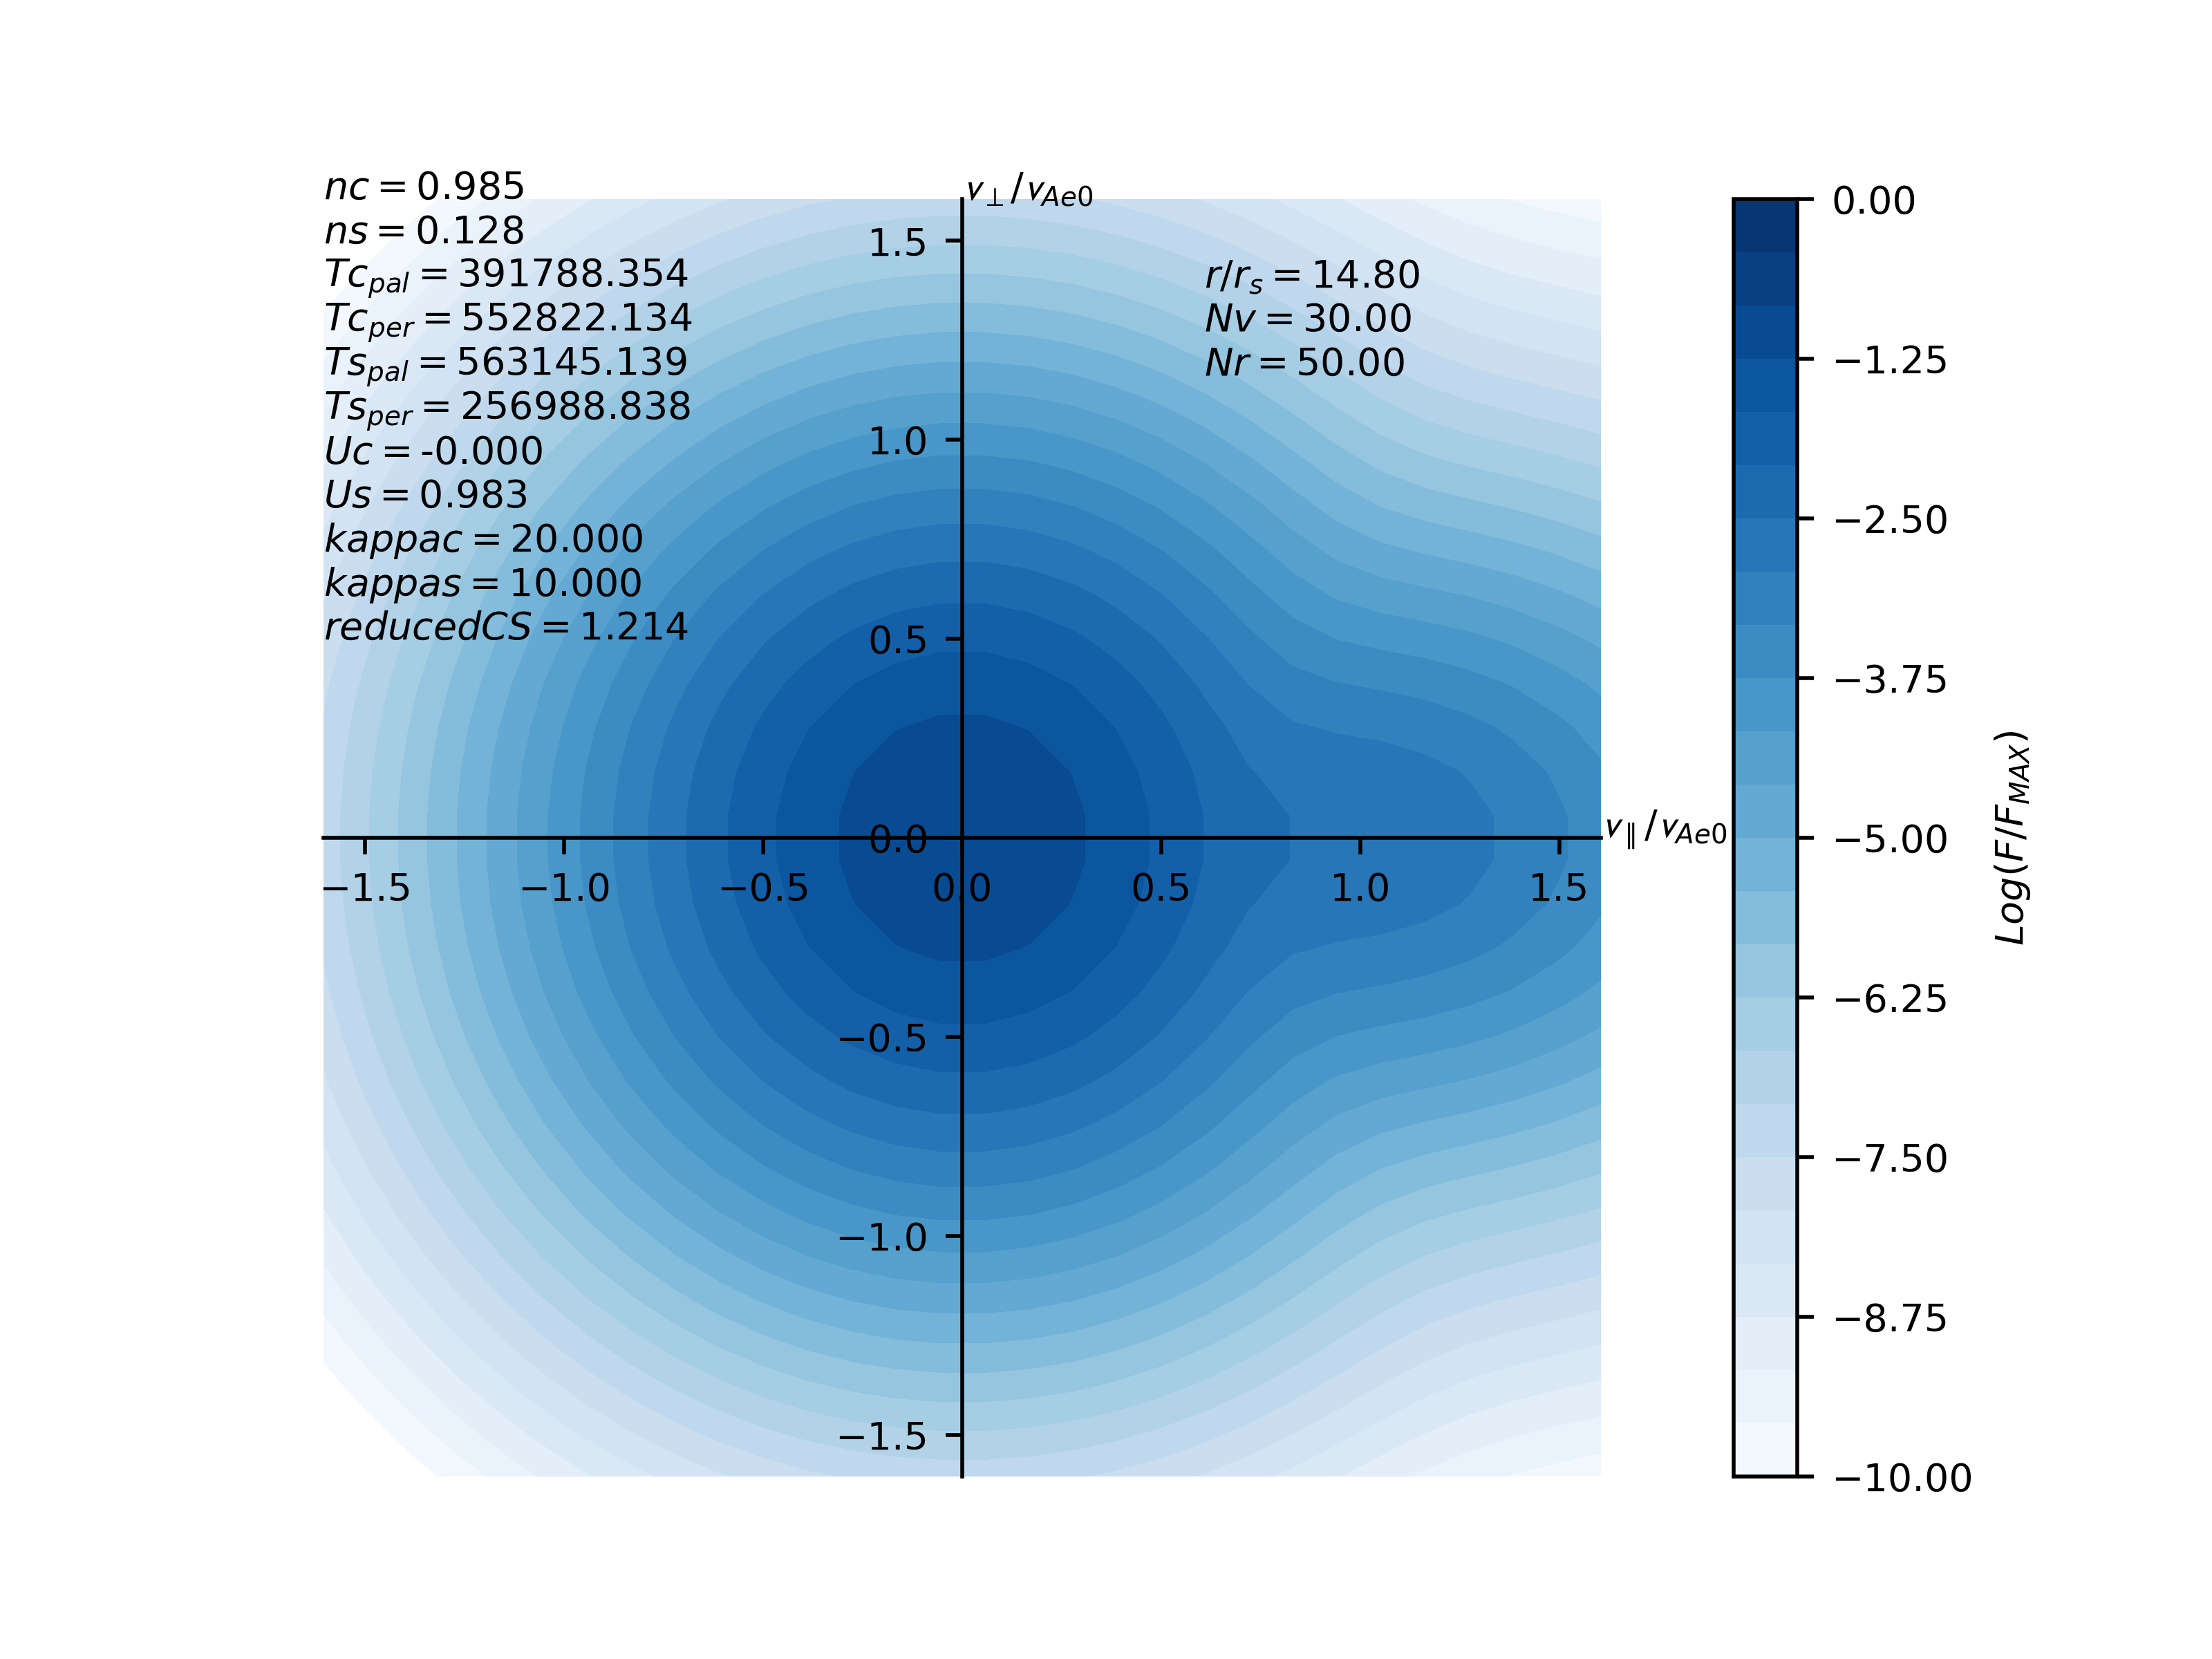 nc = 0.985
ns = 0.128
Tc_pal = 391788.354
Tc_per = 552822.134
Ts_pal = 563145.139
Ts_per = 256988.838
Uc = -0.000
Us = 0.983
kappac = 20.000
kappas = 10.000
reducedCS = 1.214
v_⊥/v_Ae0
r/r_s = 14.80
Nv = 30.00
Nr = 50.00
1.5
1.0
0.5
0.0
−0.5
−1.0
−1.5
−1.5 −1.0 −0.5 0.0 0.5 1.0 1.5
v_∥/v_Ae0
0.00
−1.25
−2.50
−3.75
−5.00
−6.25
−7.50
−8.75
−10.00
Log(F/F_MAX)